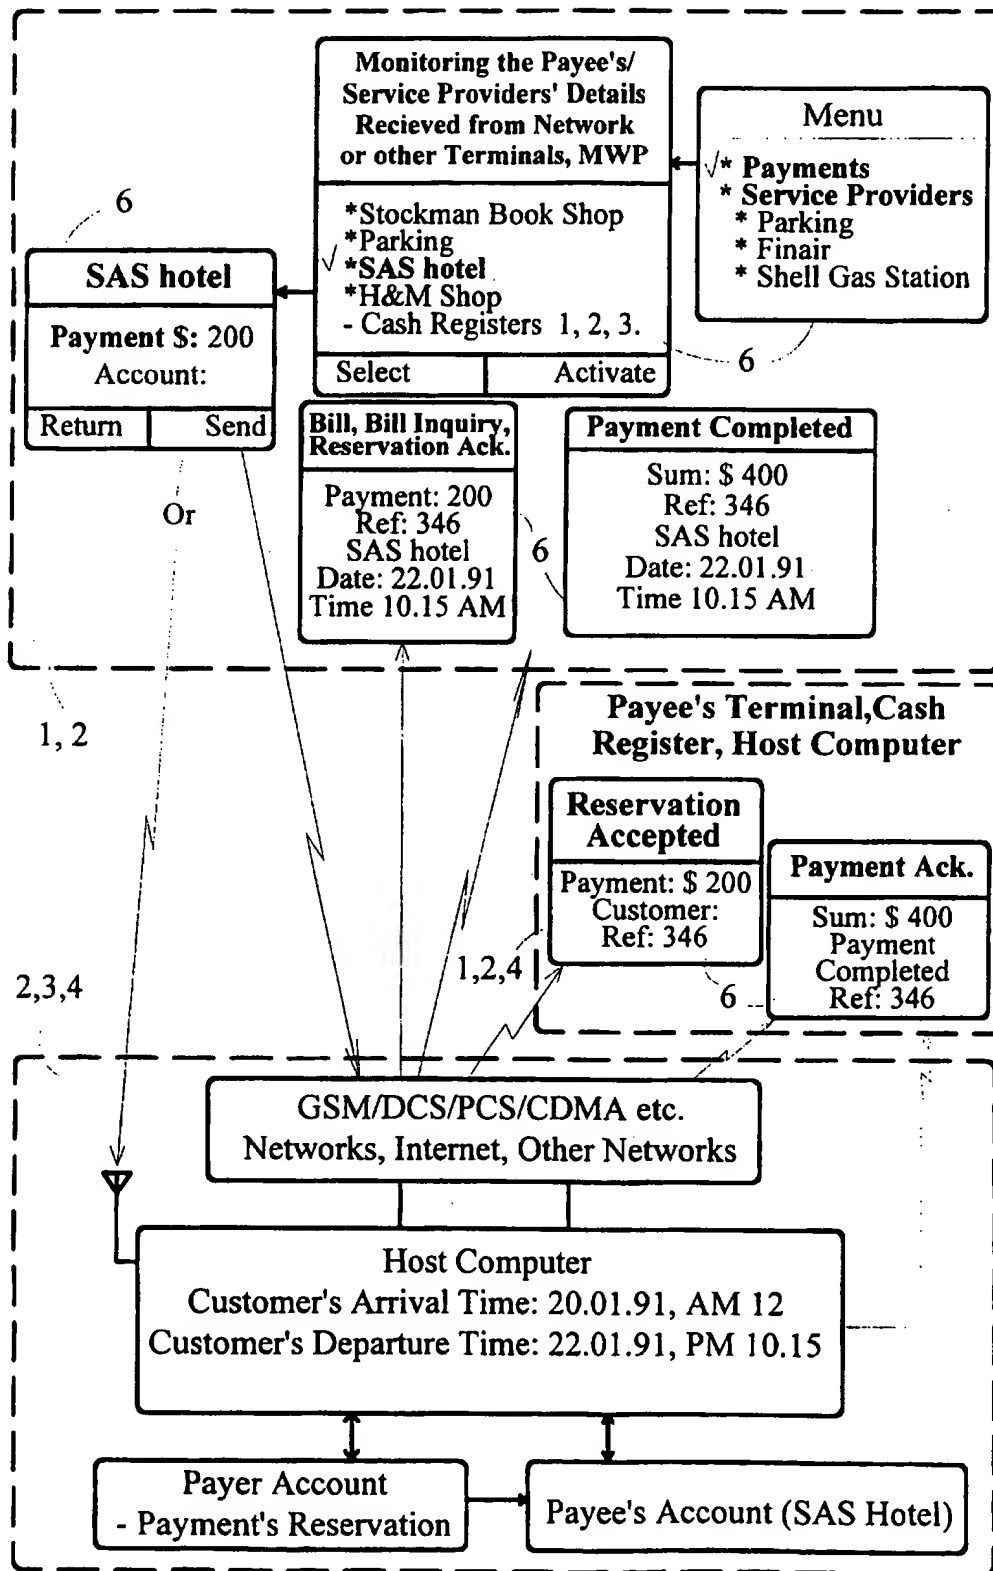 Monitoring the Payee's/
Service Providers' Details
Recieved from Network
or other Terminals, MWP
*Stockman Book Shop
*Parking
√
*SAS hotel
*H&M Shop
- Cash Registers 1, 2, 3.
Select Activate
Menu
√* Payments
* Service Providers
* Parking
* Finair
* Shell Gas Station
6
6
SAS hotel
Payment $: 200
Account:
Return Send
Or
Bill, Bill Inquiry,
Reservation Ack.
Payment: 200
Ref: 346
SAS hotel
Date: 22.01.91
Time 10.15 AM
6
Payment Completed
Sum: $ 400
Ref: 346
SAS hotel
Date: 22.01.91
Time 10.15 AM
1, 2
Payee's Terminal,Cash
Register, Host Computer
Reservation
Accepted
Payment: $ 200
Customer:
Ref: 346
Payment Ack.
Sum: $ 400
Payment
Completed
Ref: 346
1,2,4
6
2,3,4
GSM/DCS/PCS/CDMA etc.
Networks, Internet, Other Networks
Host Computer
Customer's Arrival Time: 20.01.91, AM 12
Customer's Departure Time: 22.01.91, PM 10.15
Payer Account
- Payment's Reservation
Payee's Account (SAS Hotel)